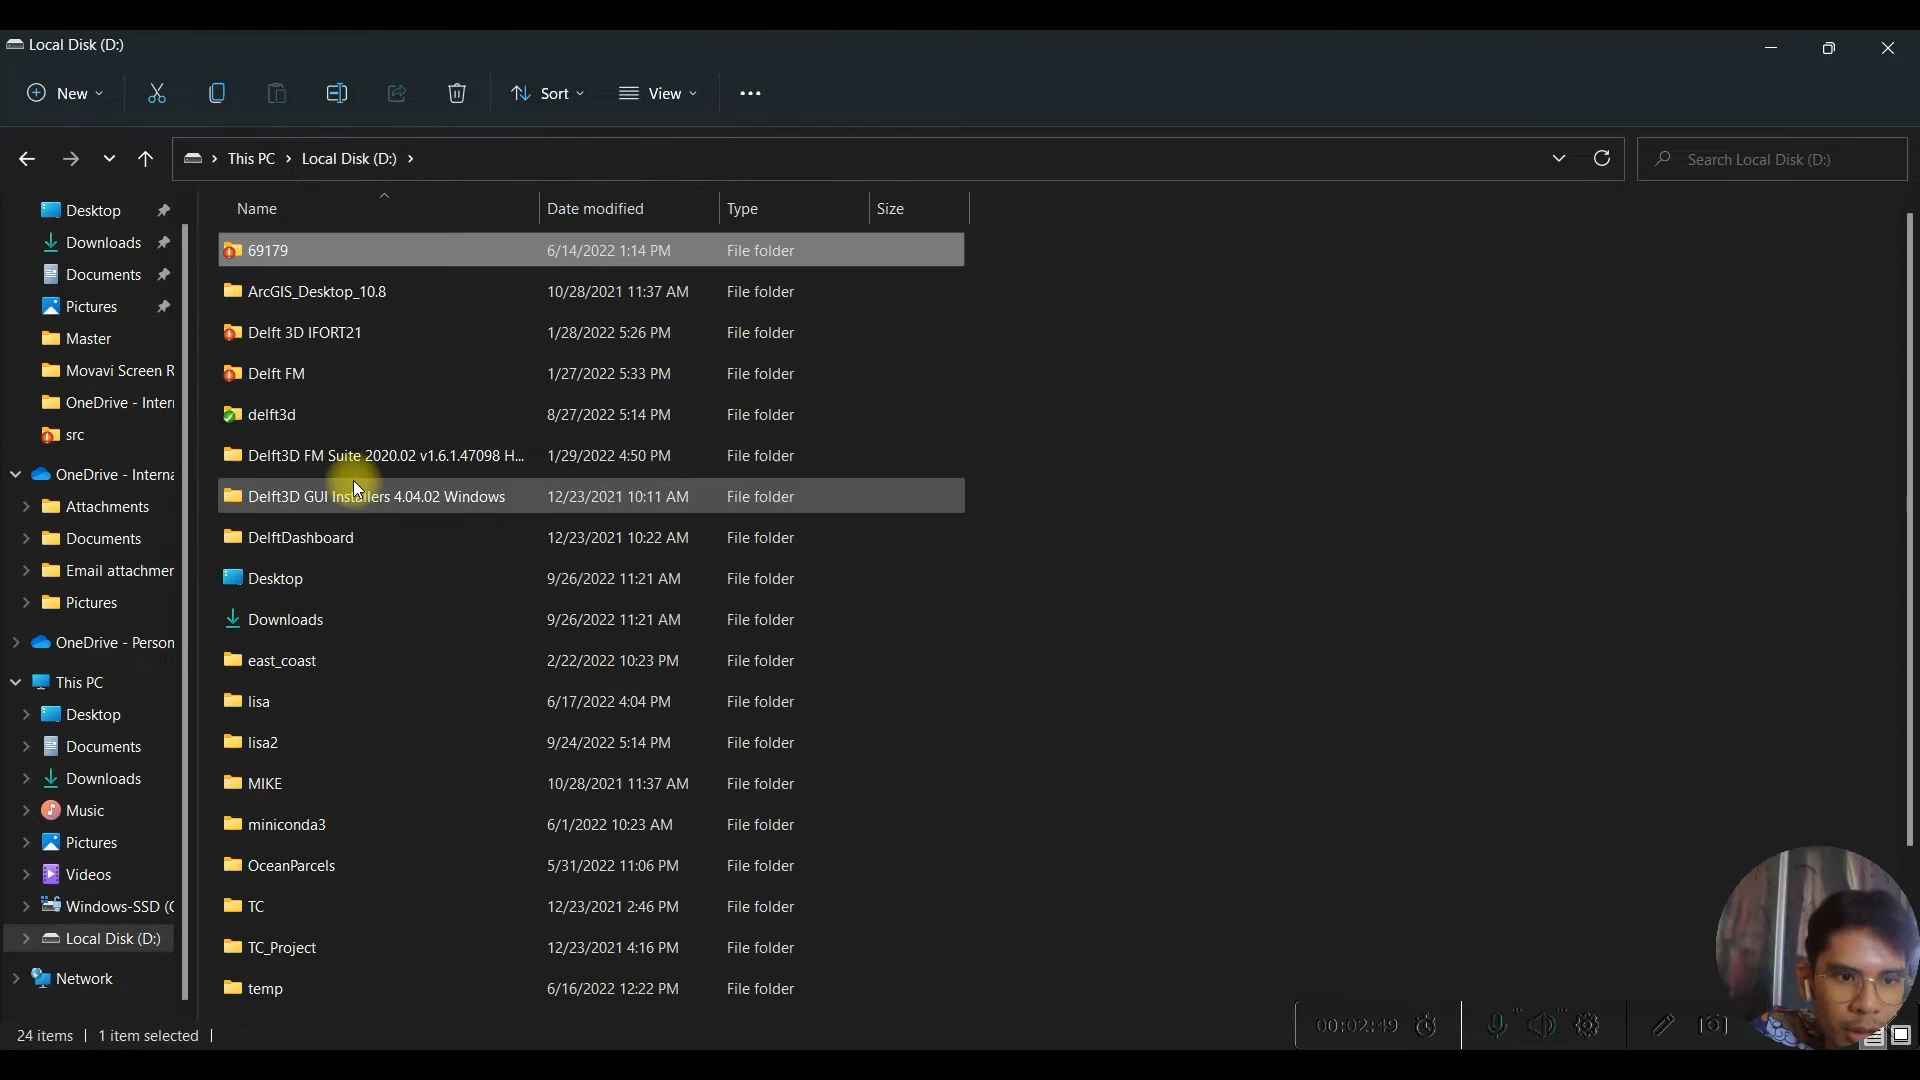 Local Disk (D:)
New
Sort
View
This PC
Local Disk (D:)
Search Local Disk (D:)
Desktop
Downloads
Documents
Pictures
Master
Movavi Screen R
OneDrive - Inter
src
OneDrive - Interna
Attachments
Documents
Email attachmer
Pictures
OneDrive - Person
This PC
Desktop
Documents
Downloads
Music
Pictures
Videos
Windows-SSD (C
Local Disk (D:)
Network
Name Date modified Type Size
69179 6/14/2022 1:14 PM File folder
ArcGIS_Desktop_10.8 10/28/2021 11:37 AM File folder
Delft 3D IFORT21 1/28/2022 5:26 PM File folder
Delft FM 1/27/2022 5:33 PM File folder
delft3d 8/27/2022 5:14 PM File folder
Delft3D FM Suite 2020.02 v1.6.1.47098 H... 1/29/2022 4:50 PM File folder
Delft3D GUI Installers 4.04.02 Windows 12/23/2021 10:11 AM File folder
DelftDashboard 12/23/2021 10:22 AM File folder
Desktop 9/26/2022 11:21 AM File folder
Downloads 9/26/2022 11:21 AM File folder
east_coast 2/22/2022 10:23 PM File folder
lisa 6/17/2022 4:04 PM File folder
lisa2 9/24/2022 5:14 PM File folder
MIKE 10/28/2021 11:37 AM File folder
miniconda3 6/1/2022 10:23 AM File folder
OceanParcels 5/31/2022 11:06 PM File folder
TC 12/23/2021 2:46 PM File folder
TC_Project 12/23/2021 4:16 PM File folder
temp 6/16/2022 12:22 PM File folder
24 items 1 item selected
00:02:49